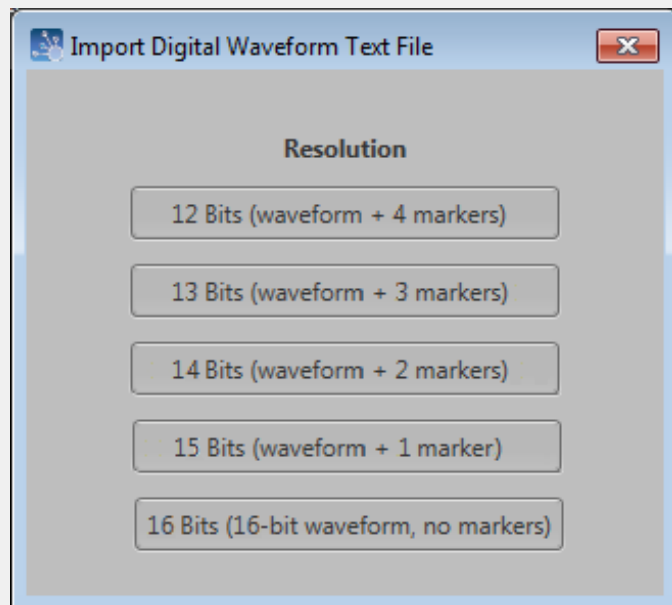 Import Digital Waveform Text File
Resolution
12 Bits (waveform + 4 markers)
13 Bits (waveform + 3 markers)
14 Bits (waveform + 2 markers)
15 Bits (waveform + 1 marker)
16 Bits (16-bit waveform, no markers)